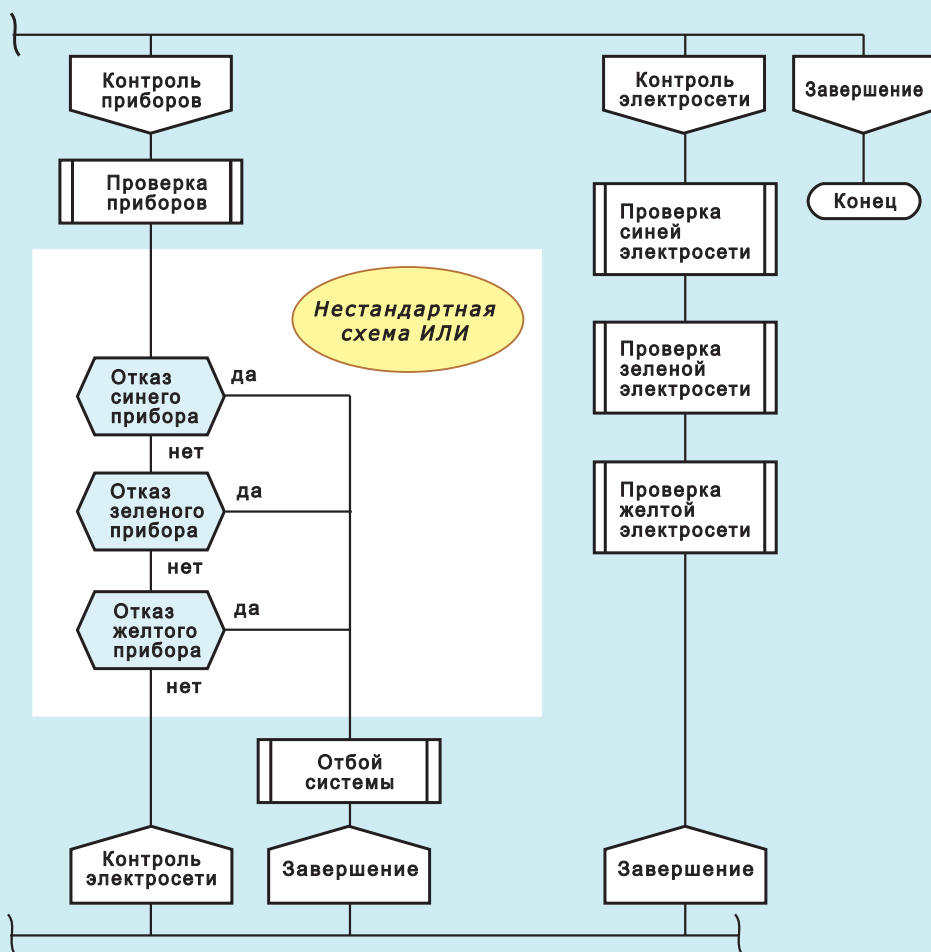 Контроль
приборов
Проверка
приборов
Нестандартная
схема ИЛИ
Отказ
синего
прибора
да
нет
Отказ
зеленого
прибора
да
нет
Отказ
желтого
прибора
да
нет
Отбой
системы
Контроль
электросети
Завершение
Контроль
электросети
Проверка
синей
электросети
Проверка
зеленой
электросети
Проверка
желтой
электросети
Завершение
Завершение
Конец